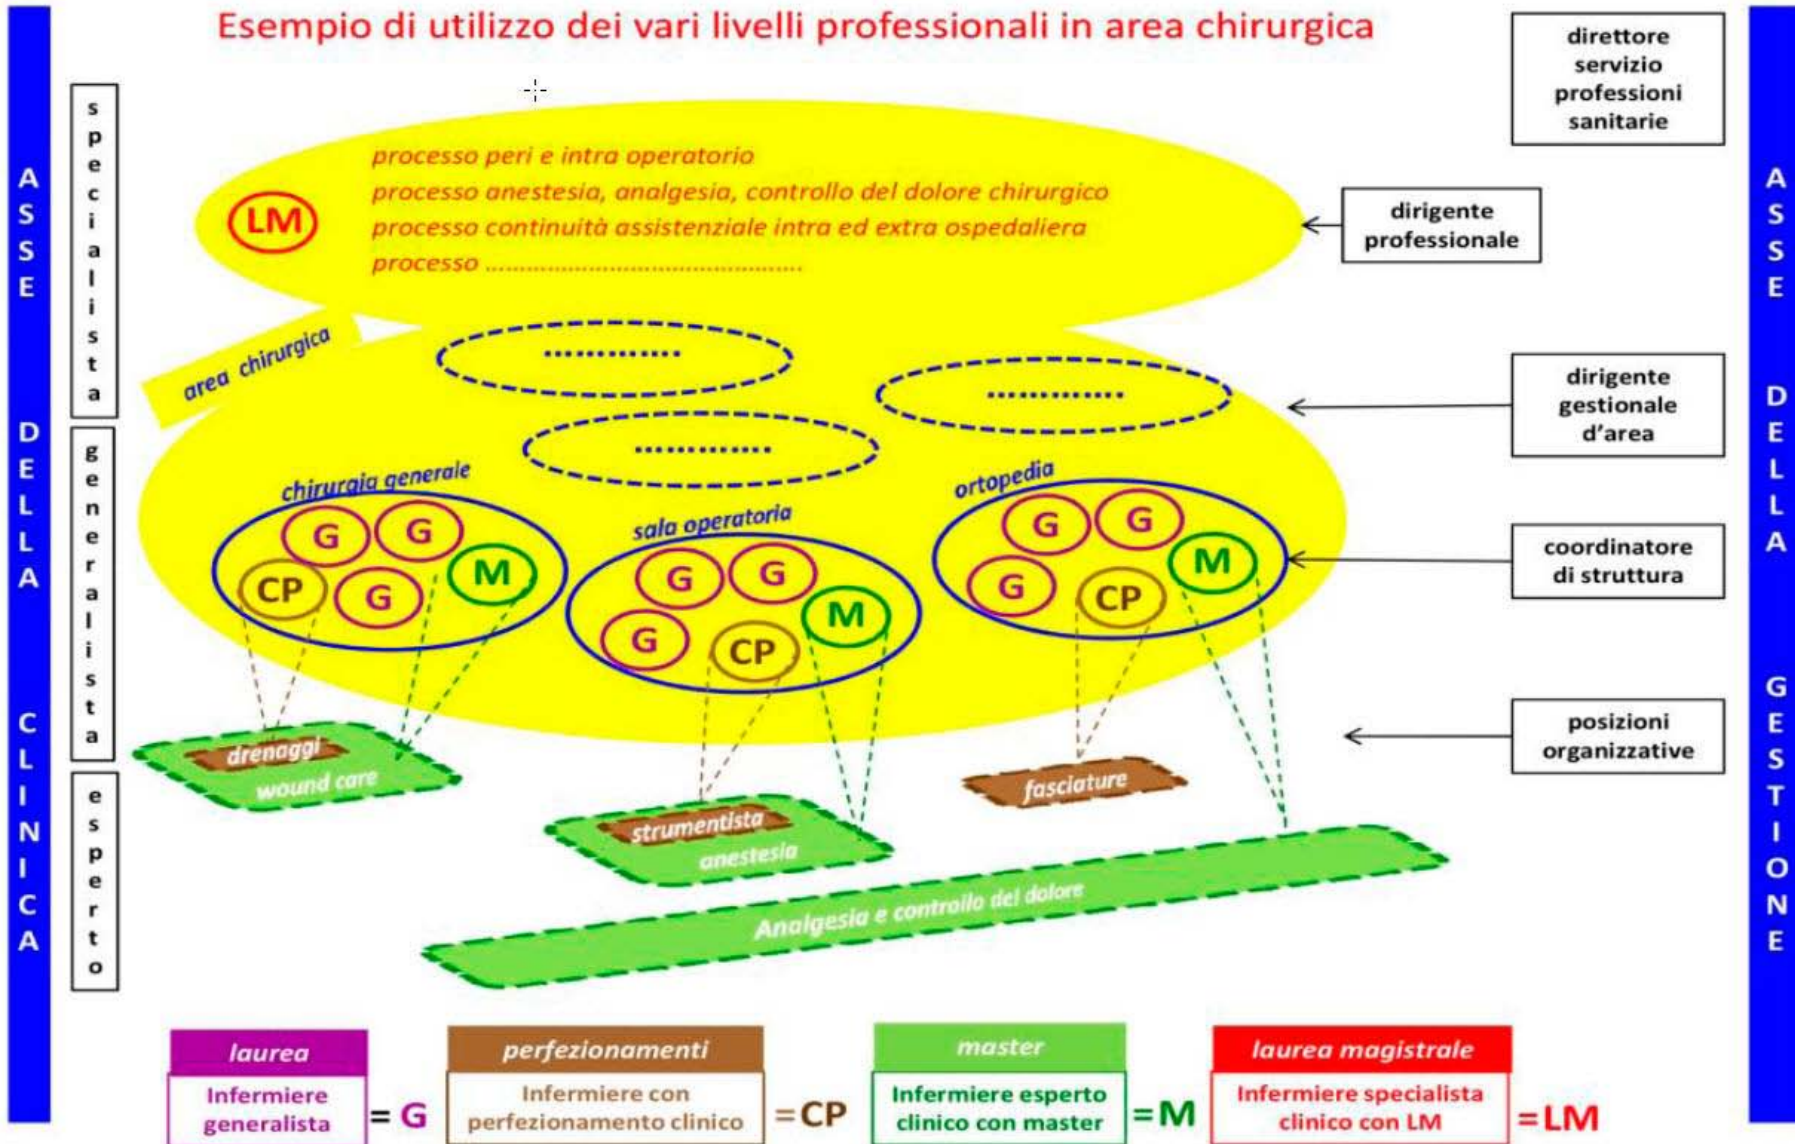 Esempio di utilizzo dei vari livelli professionali in area chirurgica
ASSE DELLA CLINICA
specialista
generalista
esperto
LM
processo peri e intra operatorio
processo anestesia, analgesia, controllo del dolore chirurgico
processo continuità assistenziale intra ed extra ospedaliera
processo ..............................................
area chirurgica
.............
.............
.............
chirurgia generale
G
G
CP
G
M
sala operatoria
G
G
G
CP
M
ortopedia
G
G
G
CP
M
drenaggi
wound care
strumentista
anestesia
fasciature
Analgesia e controllo del dolore
direttore
servizio
professioni
sanitarie
dirigente
professionale
dirigente
gestionale
d'area
coordinatore
di struttura
posizioni
organizzative
ASSE DELLA GESTIONE
laurea
Infermiere
generalista
= G
perfezionamenti
Infermiere con
perfezionamento clinico
= CP
master
Infermiere esperto
clinico con master
= M
laurea magistrale
Infermiere specialista
clinico con LM
= LM